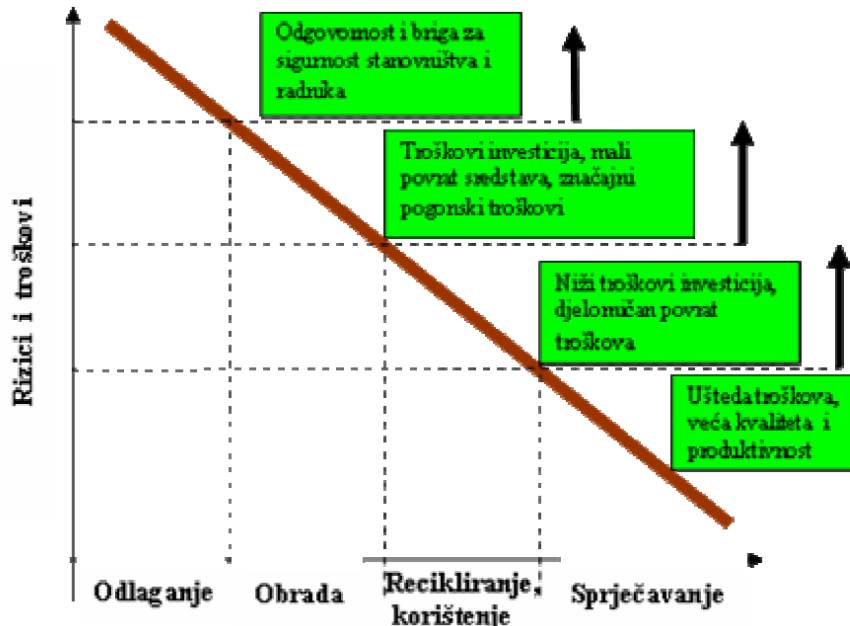 Odgovornost i briga za
sigurnost stanovništva i
radnika
Troškovi investicija, mali
povrat sredstava, značajni
pogonski troškovi
Niži troškovi investicija,
djelomičan povrat
troškova
Ušteda troškova,
veća kvaliteta i
produktivnost
Rizici i troškovi
Odlaganje
Obrada
Recikliranje,
korištenje
Sprječavanje